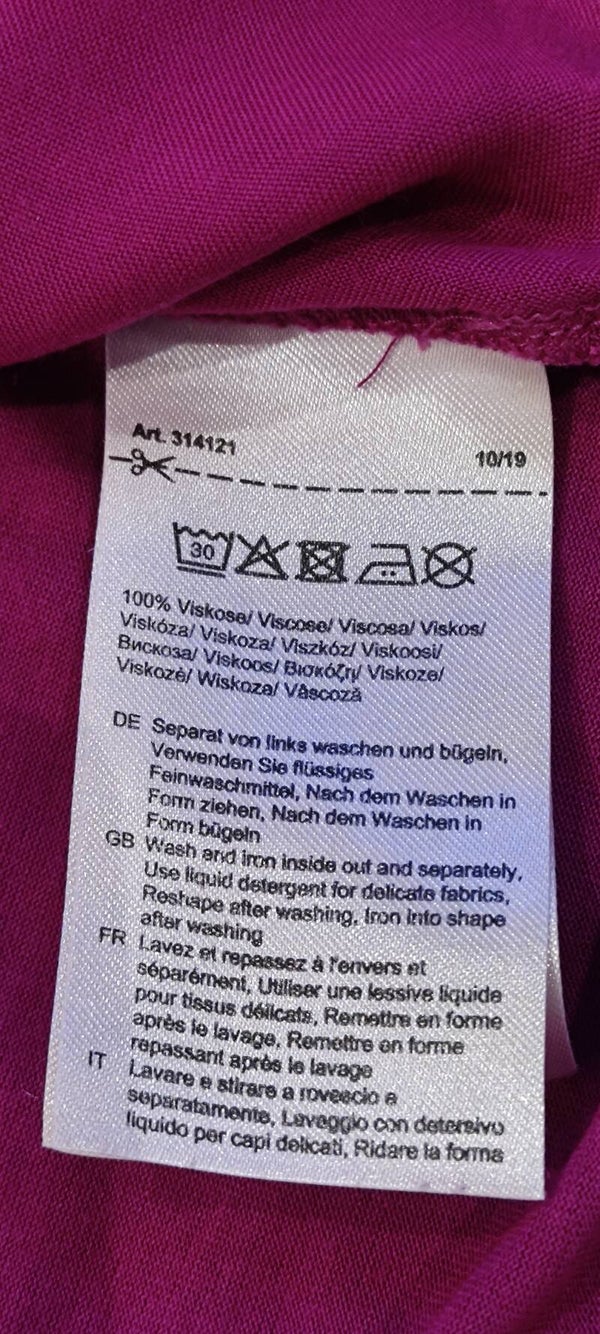 Art. 314121
10/19
30
100% Viskose/ Viscose/ Viscosa/ Viskos/
Viskóza/ Viskoza/ Viszkóz/ Viskoosi/
Вискоза/ Viskoos/ Βισκόζη/ Viskoze/
Viskozė/ Wiskoza/ Vâscoză
DE Separat von links waschen und bügeln,
Verwenden Sie flüssiges
Feinwaschmittel, Nach dem Waschen in
Form ziehen, Nach dem Waschen in
Form bügeln
GB Wash and iron inside out and separately,
Use liquid detergent for delicate fabrics,
Reshape after washing, Iron into shape
after washing
FR Lavez et repassez à l'envers et
séparément, Utiliser une lessive liquide
pour tissus délicats, Remettre en forme
après le lavage, Remettre en forme
repassant après le lavage
IT Lavare e stirare a rovescio e
separatamente, Lavaggio con detersivo
liquido per capi delicati, Ridare la forma